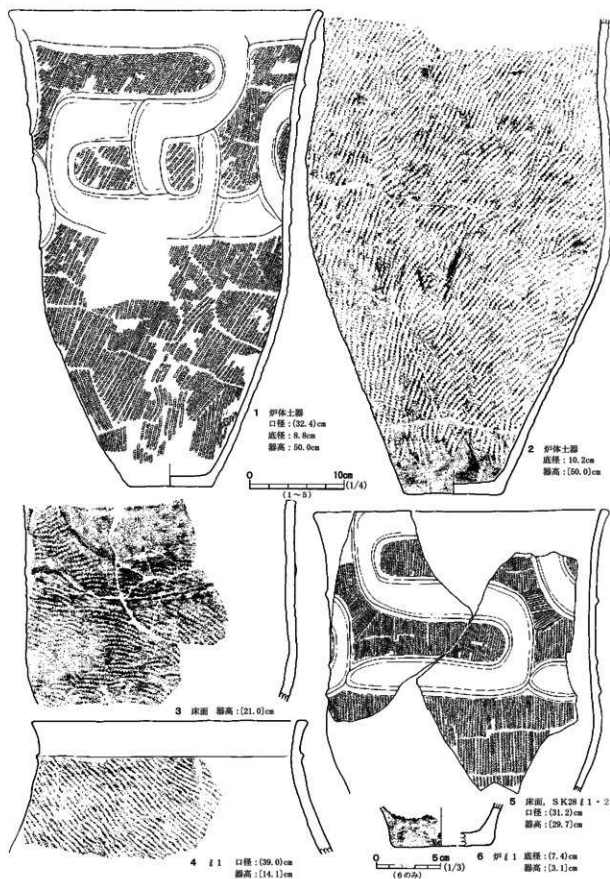 1 炉体土器
口径：(32.4)cm
底径：8.8cm
器高：50.0cm
0 10cm (1/4)
(1～5)
2 炉体土器
底径：10.2cm
器高：[50.0]cm
3 床面 器高：[21.0]cm
4 ℓ1 口径：(39.0)cm
器高：[14.1]cm
5 床面，SK28ℓ1・2
口径：(31.2)cm
器高：[29.7]cm
6 炉ℓ1 底径：(7.4)cm
器高：[3.1]cm
0 5cm (1/3)
(6のみ)